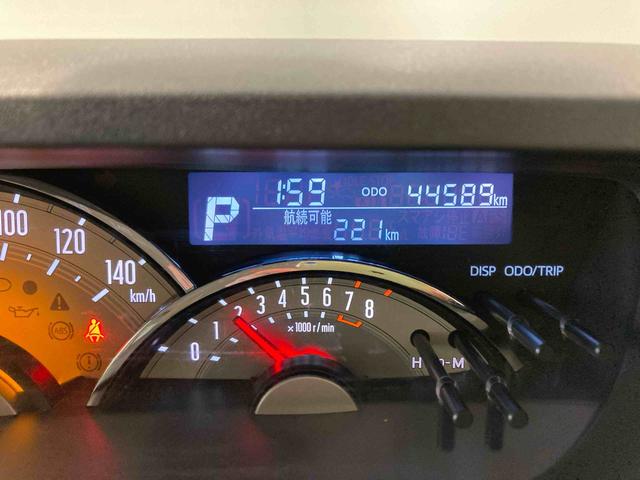 1:59 ODO 44589km
P 航続可能
221km
100 120 140
km/h
DISP ODO/TRIP
0 1 2 3 4 5 6 7 8
×1000 r/min
ABS
M